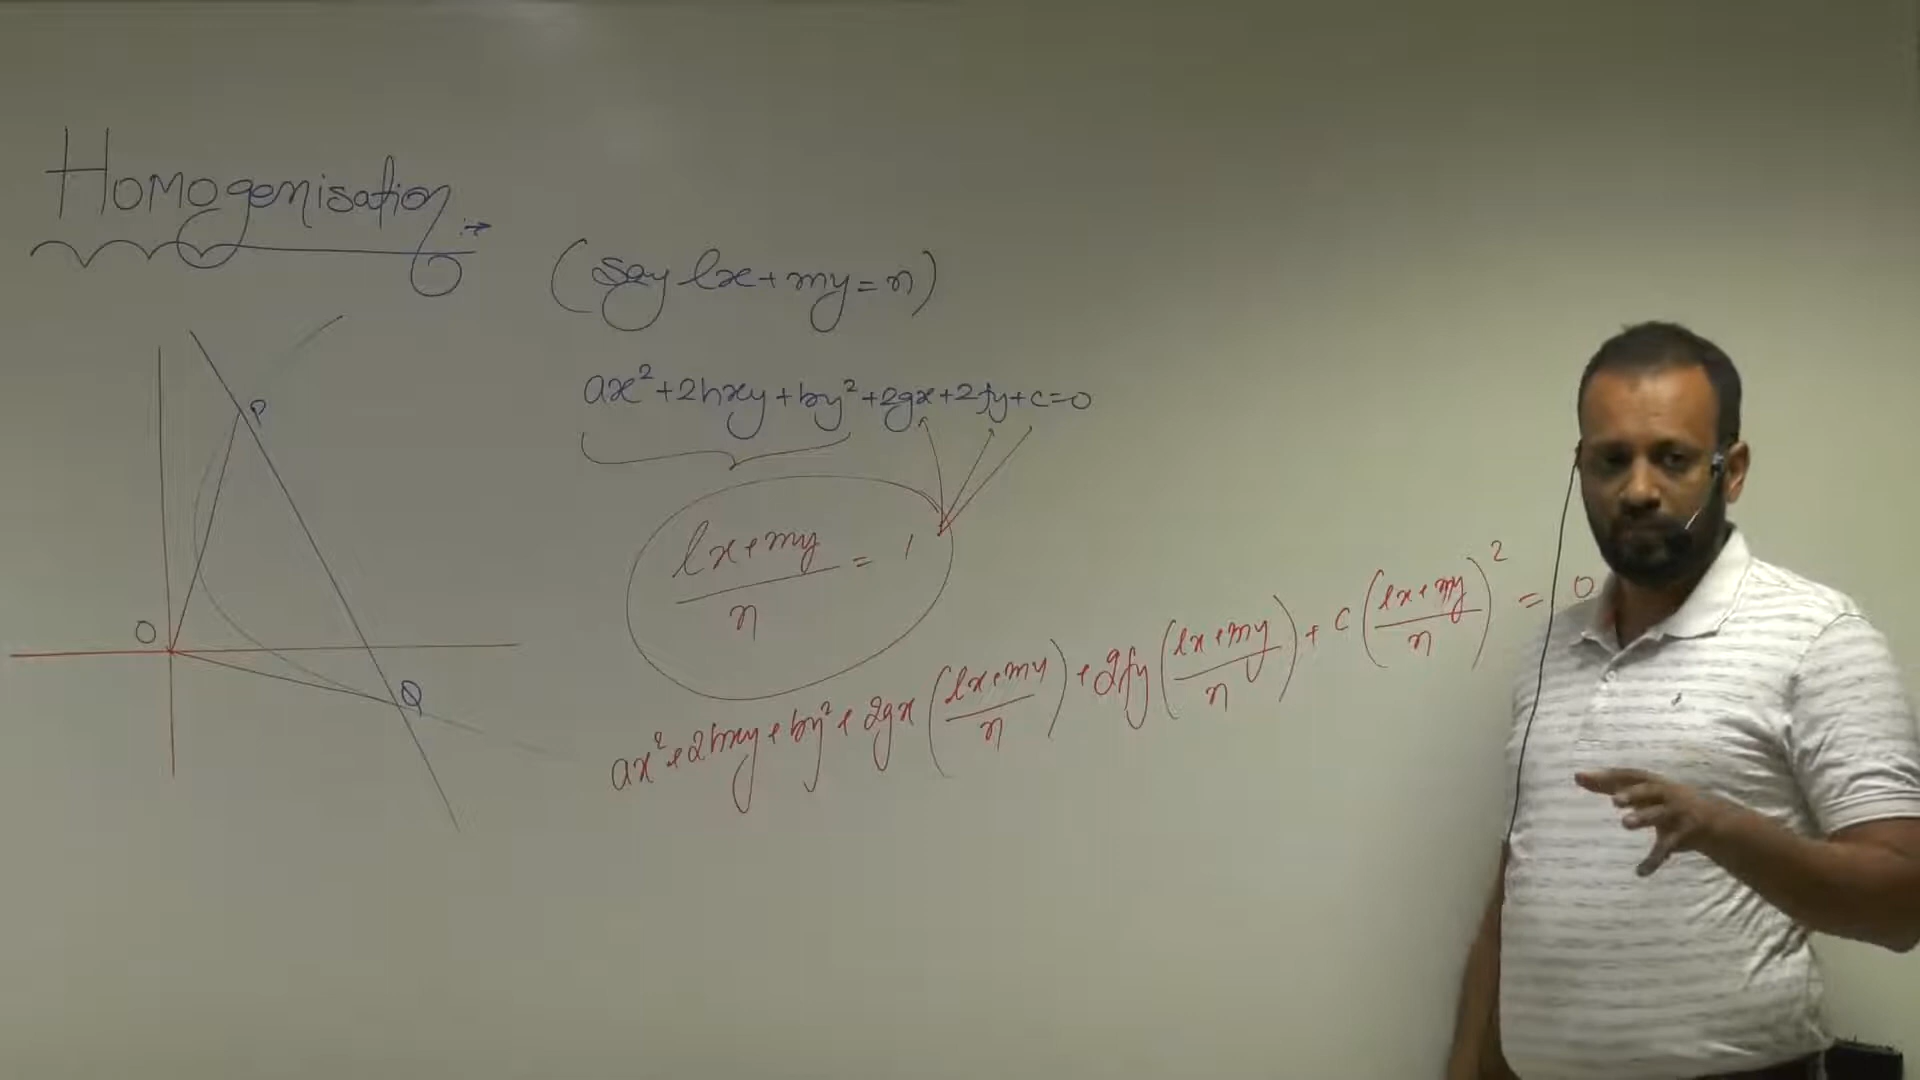 Homogenisation :→
(Say lx+my=n)
ax²+2hxy+by²+2gx+2fy+c=0
P
lx+my/n = 1
O
Q
ax²+2hxy+by²+2gx(lx+my/n)+2fy(lx+my/n)+c(lx+my/n)²=0